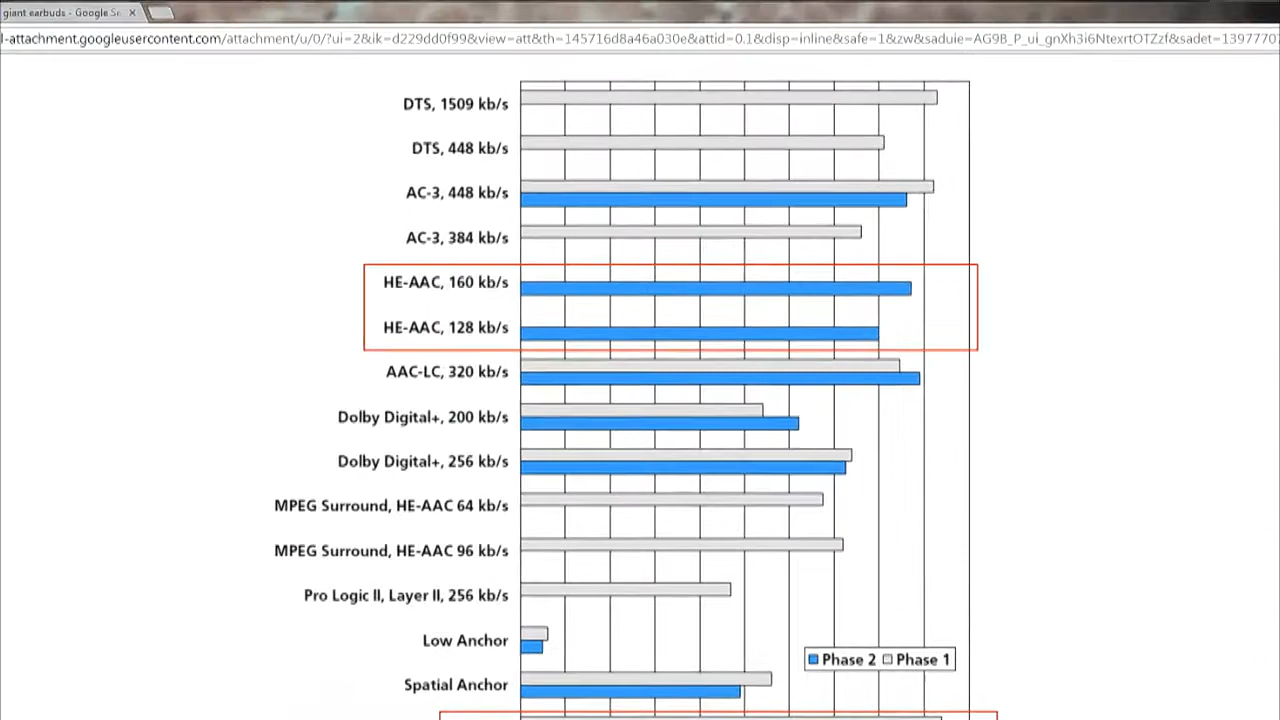 giant earbuds - Google Se ×
l-attachment.googleusercontent.com/attachment/u/0/?ui=2&ik=d229dd0f99&view=att&th=145716d8a46a030e&attid=0.1&disp=inline&safe=1&zw&saduie=AG9B_P_ui_gnXh3i6NtexrtOTZzf&sadet=13977707
DTS, 1509 kb/s
DTS, 448 kb/s
AC-3, 448 kb/s
AC-3, 384 kb/s
HE-AAC, 160 kb/s
HE-AAC, 128 kb/s
AAC-LC, 320 kb/s
Dolby Digital+, 200 kb/s
Dolby Digital+, 256 kb/s
MPEG Surround, HE-AAC 64 kb/s
MPEG Surround, HE-AAC 96 kb/s
Pro Logic II, Layer II, 256 kb/s
Low Anchor
Phase 2 Phase 1
Spatial Anchor